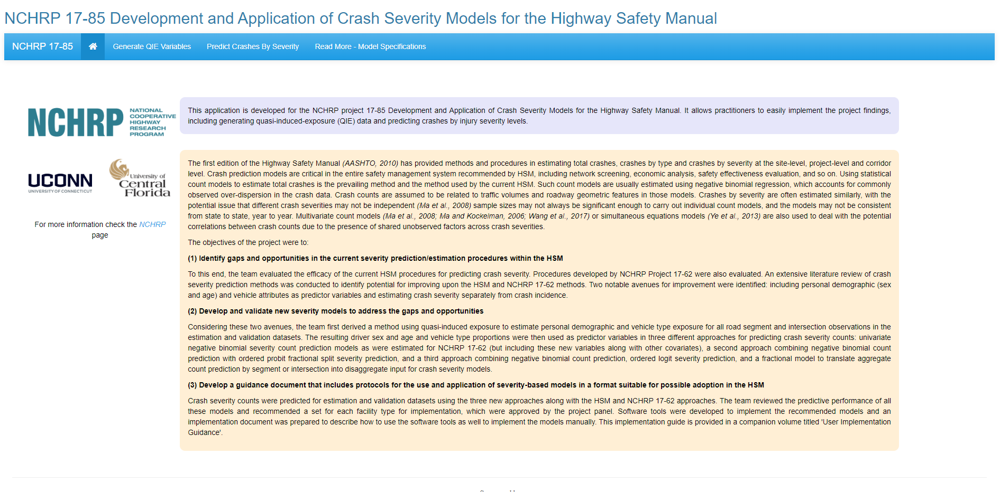 NCHRP 17-85 Development and Application of Crash Severity Models for the Highway Safety Manual
NCHRP 17-85 Generate QIE Variables Predict Crashes By Severity Read More - Model Specifications
NCHRP
NATIONAL
COOPERATIVE
HIGHWAY
RESEARCH
PROGRAM
UCONN
UNIVERSITY OF CONNECTICUT
University of
Central
Florida
For more information check the NCHRP
page
This application is developed for the NCHRP project 17-85 Development and Application of Crash Severity Models for the Highway Safety Manual. It allows practitioners to easily implement the project findings,
including generating quasi-induced-exposure (QIE) data and predicting crashes by injury severity levels.
The first edition of the Highway Safety Manual (AASHTO, 2010) has provided methods and procedures in estimating total crashes, crashes by type and crashes by severity at the site-level, project-level and corridor
level. Crash prediction models are critical in the entire safety management system recommended by HSM, including network screening, economic analysis, safety effectiveness evaluation, and so on. Using statistical
count models to estimate total crashes is the prevailing method and the method used by the current HSM. Such count models are usually estimated using negative binomial regression, which accounts for commonly
observed over-dispersion in the crash data. Crash counts are assumed to be related to traffic volumes and roadway geometric features in those models. Crashes by severity are often estimated similarly, with the
potential issue that different crash severities may not be independent (Ma et al., 2008) sample sizes may not always be significant enough to carry out individual count models, and the models may not be consistent
from state to state, year to year. Multivariate count models (Ma et al., 2008; Ma and Kockelman, 2006; Wang et al., 2017) or simultaneous equations models (Ye et al., 2013) are also used to deal with the potential
correlations between crash counts due to the presence of shared unobserved factors across crash severities.
The objectives of the project were to:
(1) Identify gaps and opportunities in the current severity prediction/estimation procedures within the HSM
To this end, the team evaluated the efficacy of the current HSM procedures for predicting crash severity. Procedures developed by NCHRP Project 17-62 were also evaluated. An extensive literature review of crash
severity prediction methods was conducted to identify potential for improving upon the HSM and NCHRP 17-62 methods. Two notable avenues for improvement were identified: including personal demographic (sex
and age) and vehicle attributes as predictor variables and estimating crash severity separately from crash incidence.
(2) Develop and validate new severity models to address the gaps and opportunities
Considering these two avenues, the team first derived a method using quasi-induced exposure to estimate personal demographic and vehicle type exposure for all road segment and intersection observations in the
estimation and validation datasets. The resulting driver sex and age and vehicle type proportions were then used as predictor variables in three different approaches for predicting crash severity counts: univariate
negative binomial severity count prediction models as were estimated for NCHRP 17-62 (but including these new variables along with other covariates), a second approach combining negative binomial count
prediction with ordered probit fractional split severity prediction, and a third approach combining negative binomial count prediction, ordered logit severity prediction, and a fractional model to translate aggregate
count prediction by segment or intersection into disaggregate input for crash severity models.
(3) Develop a guidance document that includes protocols for the use and application of severity-based models in a format suitable for possible adoption in the HSM
Crash severity counts were predicted for estimation and validation datasets using the three new approaches along with the HSM and NCHRP 17-62 approaches. The team reviewed the predictive performance of all
these models and recommended a set for each facility type for implementation, which were approved by the project panel. Software tools were developed to implement the recommended models and an
implementation document was prepared to describe how to use the software tools as well to implement the models manually. This implementation guide is provided in a companion volume titled 'User Implementation
Guidance'.